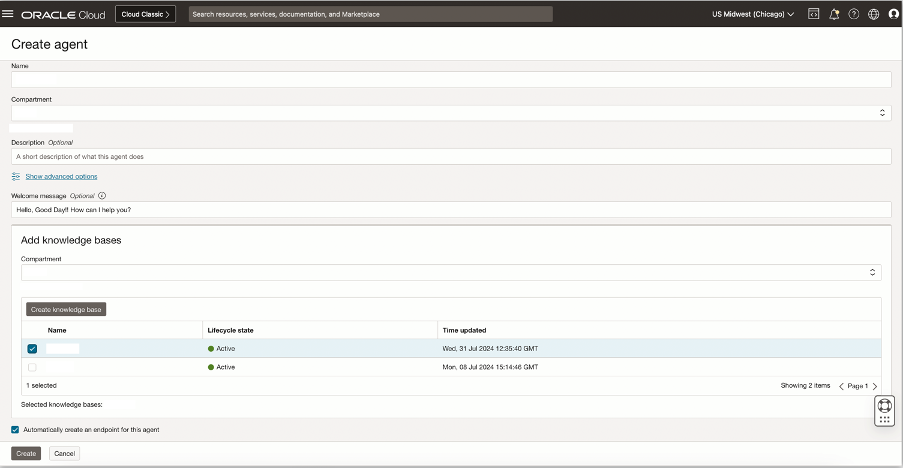 ORACLE Cloud
Cloud Classic >
Search resources, services, documentation, and Marketplace
US Midwest (Chicago)
Create agent
Name
Compartment
Description Optional
A short description of what this agent does
Show advanced options
Welcome message Optional
Hello, Good Day!! How can I help you?
Add knowledge bases
Compartment
Create knowledge base
Name Lifecycle state Time updated
Active Wed, 31 Jul 2024 12:35:40 GMT
Active Mon, 08 Jul 2024 15:14:46 GMT
1 selected Showing 2 items < Page 1 >
Selected knowledge bases:
Automatically create an endpoint for this agent
Create Cancel